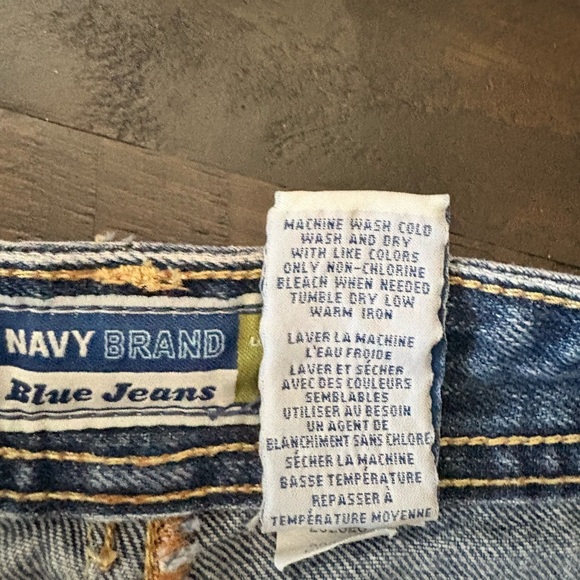 NAVY BRAND
Blue Jeans
MACHINE WASH COLD
WASH AND DRY
WITH LIKE COLORS
ONLY NON-CHLORINE
BLEACH WHEN NEEDED
TUMBLE DRY LOW
WARM IRON
LAVER LA MACHINE
L'EAU FROIDE
LAVER ET SÉCHER
AVEC DES COULEURS
SEMBLABLES
UTILISER AU BESOIN
UN AGENT DE
BLANCHIMENT SANS CHLORE
SÉCHER LA MACHINE
BASSE TEMPÉRATURE
REPASSER À
TEMPÉRATURE MOYENNE